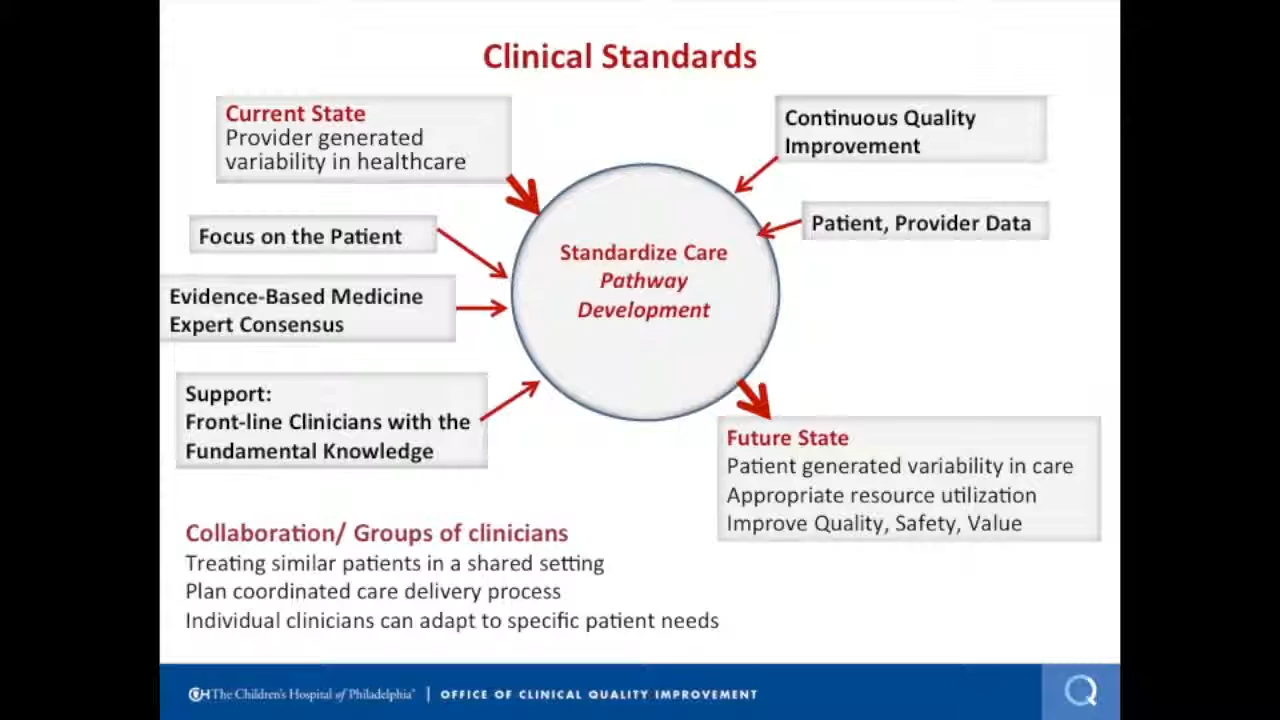 Clinical Standards
Current State
Provider generated
variability in healthcare
Focus on the Patient
Evidence-Based Medicine
Expert Consensus
Support:
Front-line Clinicians with the
Fundamental Knowledge
Standardize Care
Pathway
Development
Continuous Quality
Improvement
Patient, Provider Data
Future State
Patient generated variability in care
Appropriate resource utilization
Improve Quality, Safety, Value
Collaboration/ Groups of clinicians
Treating similar patients in a shared setting
Plan coordinated care delivery process
Individual clinicians can adapt to specific patient needs
The Children's Hospital of Philadelphia® | OFFICE OF CLINICAL QUALITY IMPROVEMENT